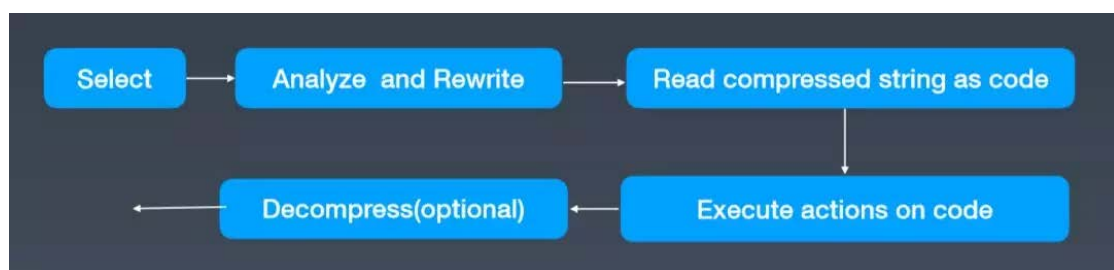 Select
Analyze and Rewrite
Read compressed string as code
Execute actions on code
Decompress(optional)